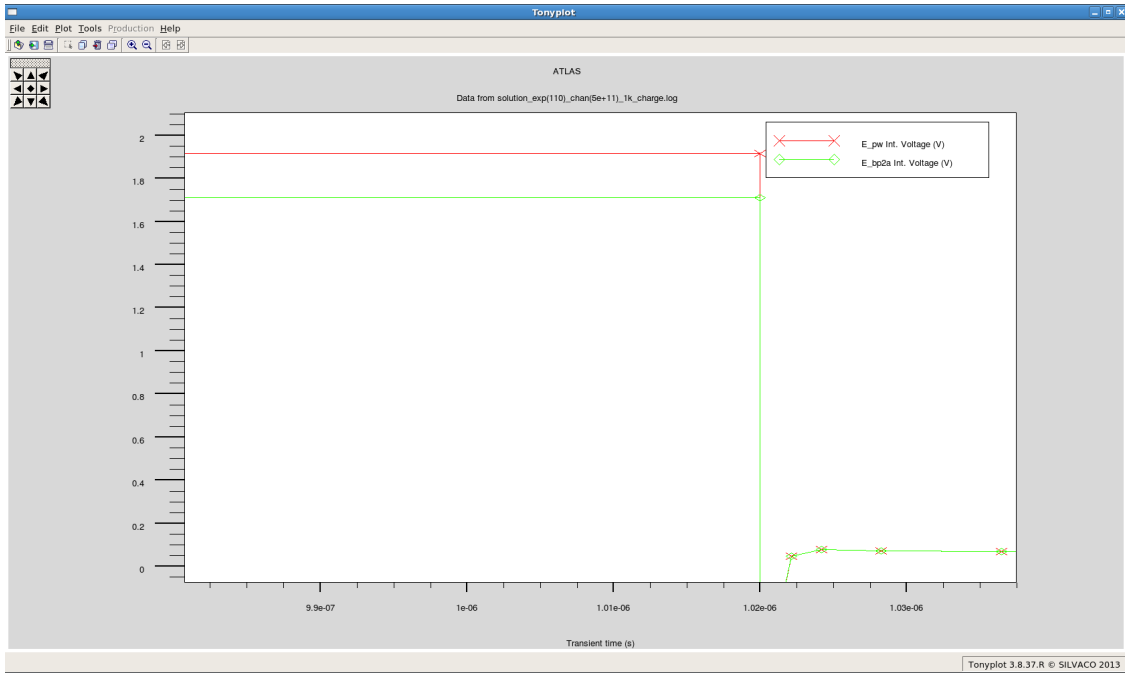 Tonyplot
File Edit Plot Tools Production Help
ATLAS
Data from solution_exp(110)_chan(5e+11)_1k_charge.log
E_pw Int. Voltage (V)
E_bp2a Int. Voltage (V)
2
1.8
1.6
1.4
1.2
1
0.8
0.6
0.4
0.2
0
9.9e-07 1e-06 1.01e-06 1.02e-06 1.03e-06
Transient time (s)
Tonyplot 3.8.37.R © SILVACO 2013